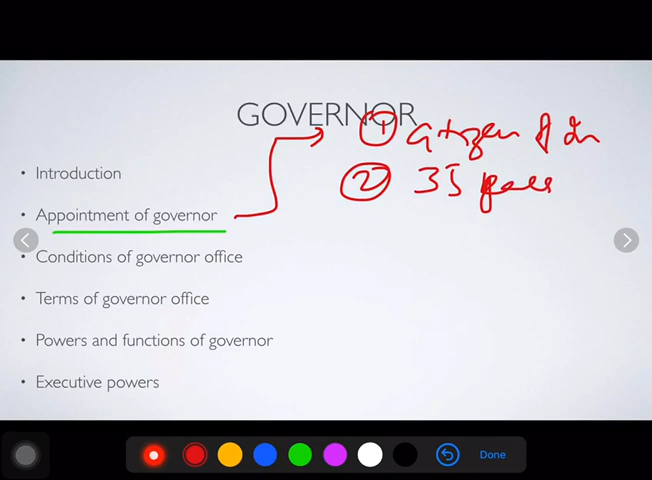 GOVERNOR
① Citizen of In
② 35 years
• Introduction
• Appointment of governor
• Conditions of governor office
• Terms of governor office
• Powers and functions of governor
• Executive powers
Done